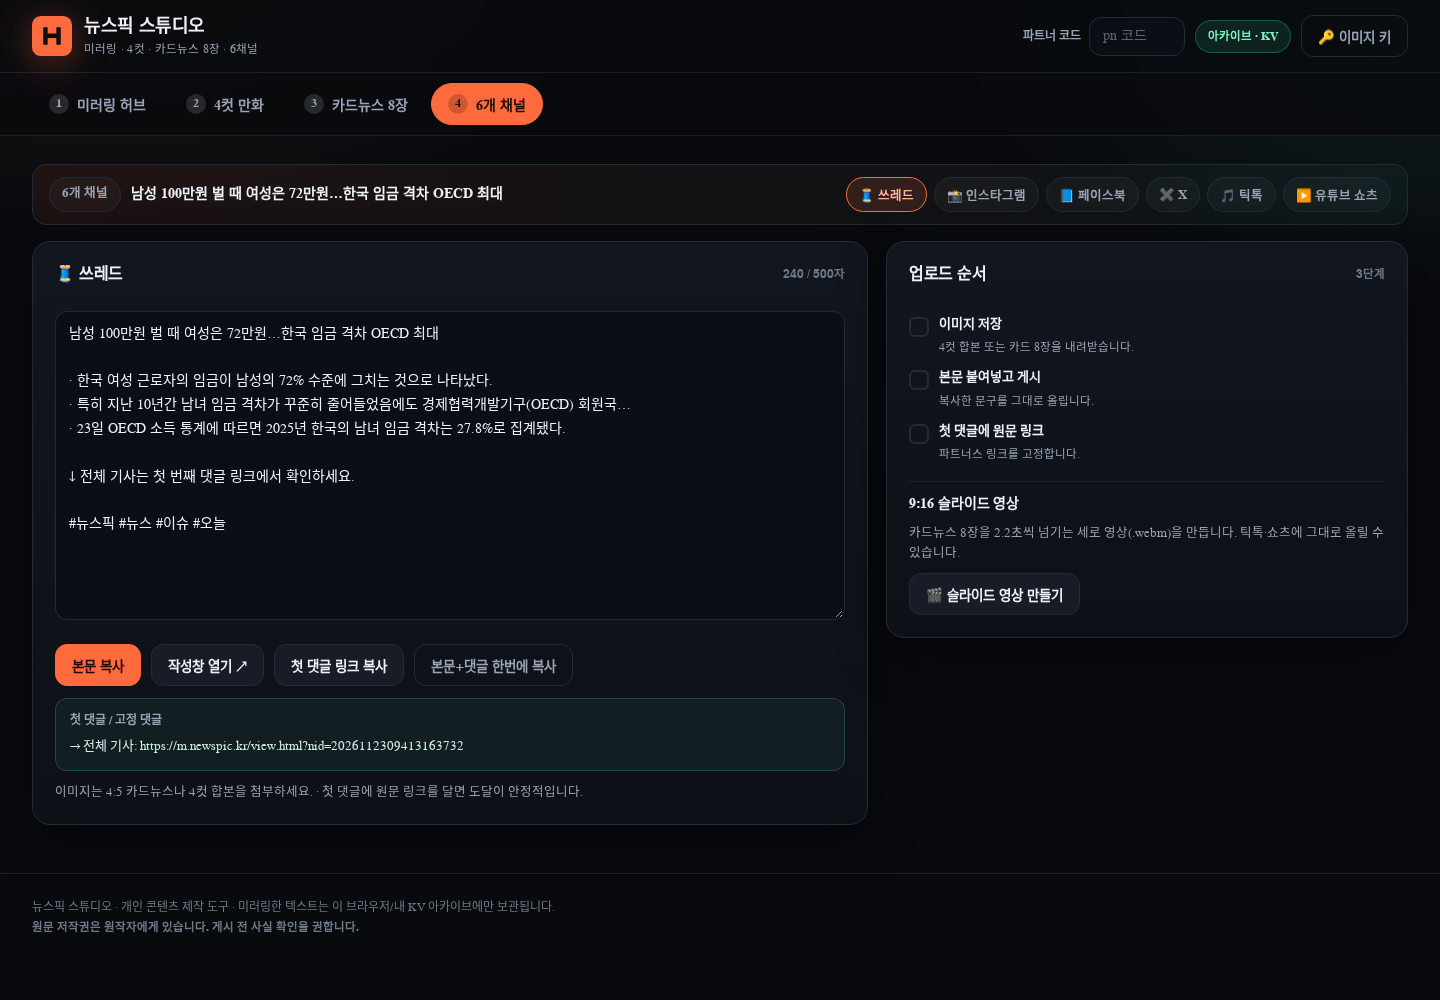 H
뉴스픽 스튜디오
미러링 · 4컷 · 카드뉴스 8장 · 6채널
파트너 코드
pn 코드
아카이브 · KV
🔑 이미지 키
1 미러링 허브
2 4컷 만화
3 카드뉴스 8장
4 6개 채널
6개 채널
남성 100만원 벌 때 여성은 72만원…한국 임금 격차 OECD 최대
🧵 쓰레드
📸 인스타그램
📘 페이스북
✖️ X
🎵 틱톡
▶️ 유튜브 쇼츠
🧵 쓰레드
240 / 500자
남성 100만원 벌 때 여성은 72만원…한국 임금 격차 OECD 최대
· 한국 여성 근로자의 임금이 남성의 72% 수준에 그치는 것으로 나타났다.
· 특히 지난 10년간 남녀 임금 격차가 꾸준히 줄어들었음에도 경제협력개발기구(OECD) 회원국…
· 23일 OECD 소득 통계에 따르면 2025년 한국의 남녀 임금 격차는 27.8%로 집계됐다.
↓ 전체 기사는 첫 번째 댓글 링크에서 확인하세요.
#뉴스픽 #뉴스 #이슈 #오늘
본문 복사
작성창 열기 ↗
첫 댓글 링크 복사
본문+댓글 한번에 복사
첫 댓글 / 고정 댓글
→ 전체 기사: https://m.newspic.kr/view.html?nid=2026112309413163732
이미지는 4:5 카드뉴스나 4컷 합본을 첨부하세요. · 첫 댓글에 원문 링크를 달면 도달이 안정적입니다.
업로드 순서
3단계
이미지 저장
4컷 합본 또는 카드 8장을 내려받습니다.
본문 붙여넣고 게시
복사한 문구를 그대로 올립니다.
첫 댓글에 원문 링크
파트너스 링크를 고정합니다.
9:16 슬라이드 영상
카드뉴스 8장을 2.2초씩 넘기는 세로 영상(.webm)을 만듭니다. 틱톡·쇼츠에 그대로 올릴 수
있습니다.
🎬 슬라이드 영상 만들기
뉴스픽 스튜디오 · 개인 콘텐츠 제작 도구 · 미러링한 텍스트는 이 브라우저/내 KV 아카이브에만 보관됩니다.
원문 저작권은 원작자에게 있습니다. 게시 전 사실 확인을 권합니다.